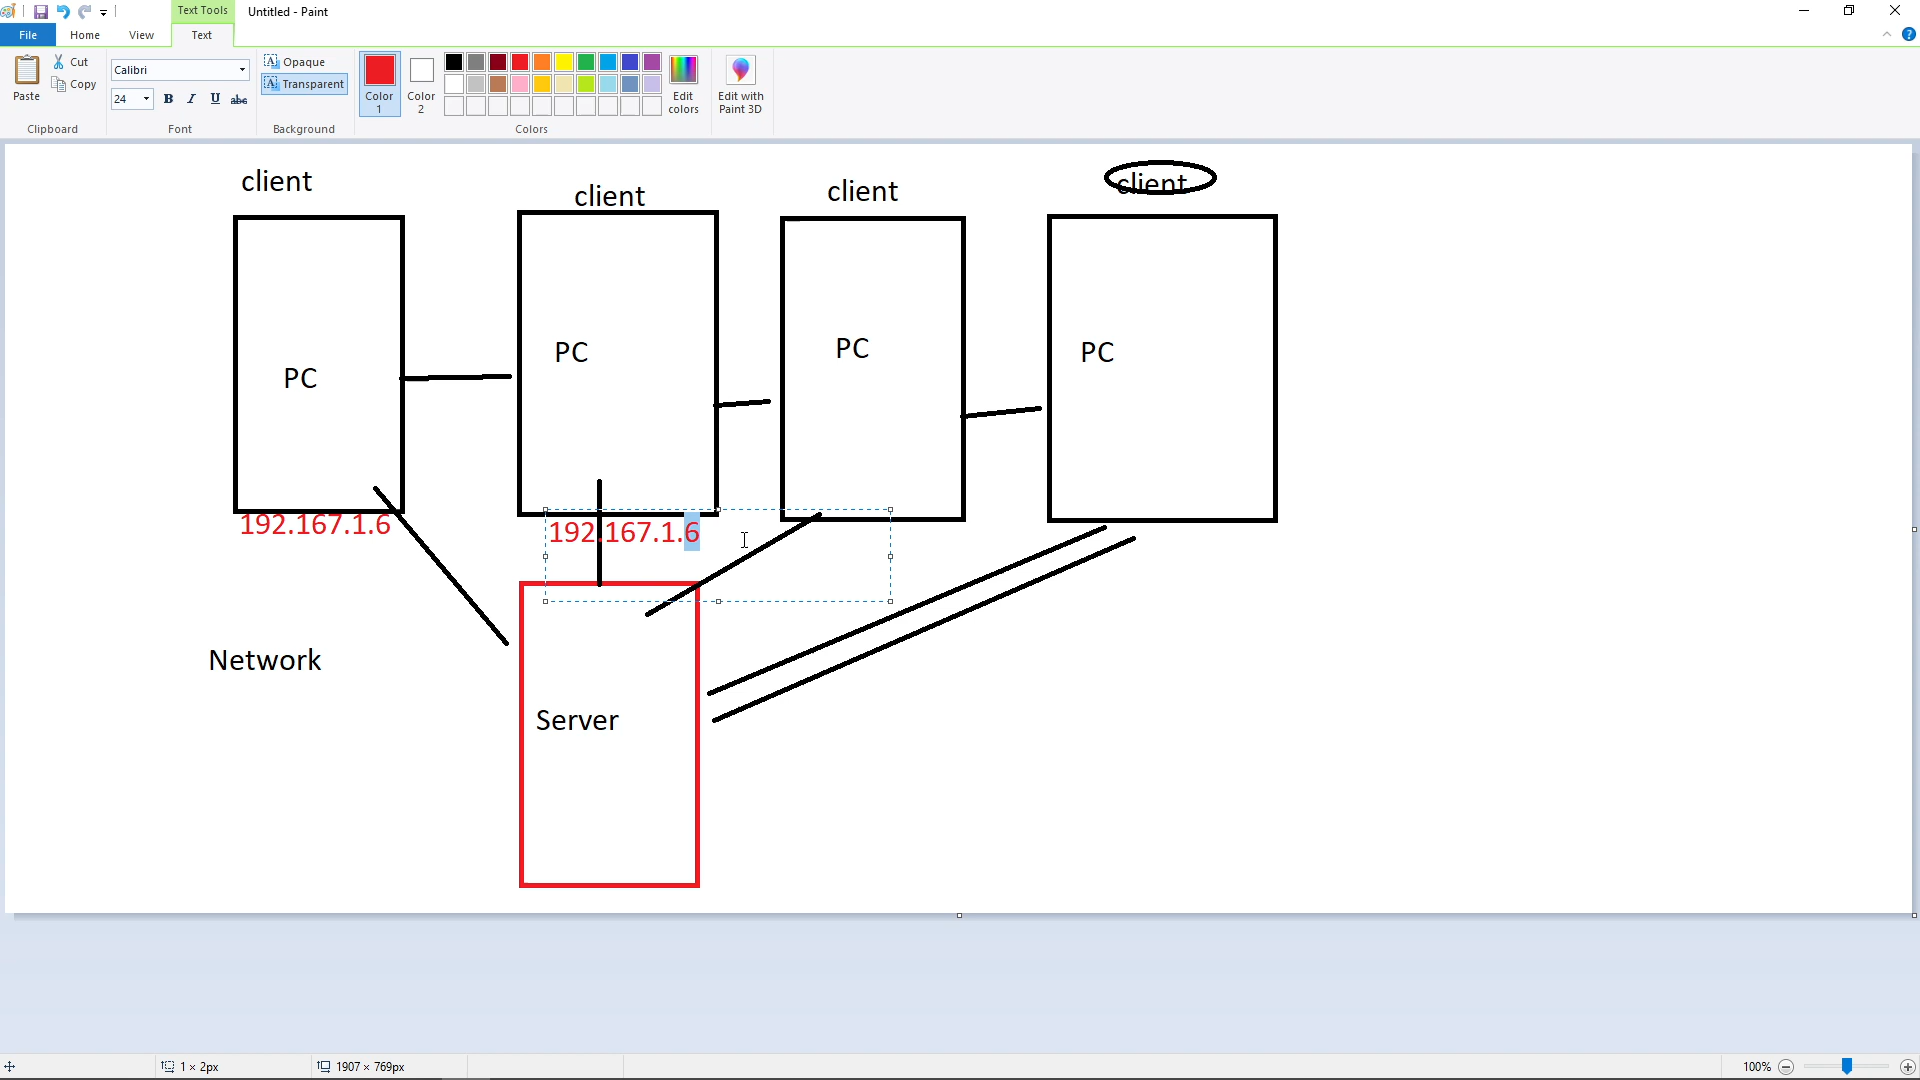 Text Tools
Untitled - Paint
File
Home
View
Text
Paste
Cut
Copy
Clipboard
Calibri
24
B
I
U
abc
Font
Opaque
Transparent
Background
Color
1
Color
2
Edit
colors
Colors
Edit with
Paint 3D
client
client
client
client
PC
PC
PC
PC
192.167.1.6
192.167.1.6
Network
Server
1 × 2px
1907 × 769px
100%